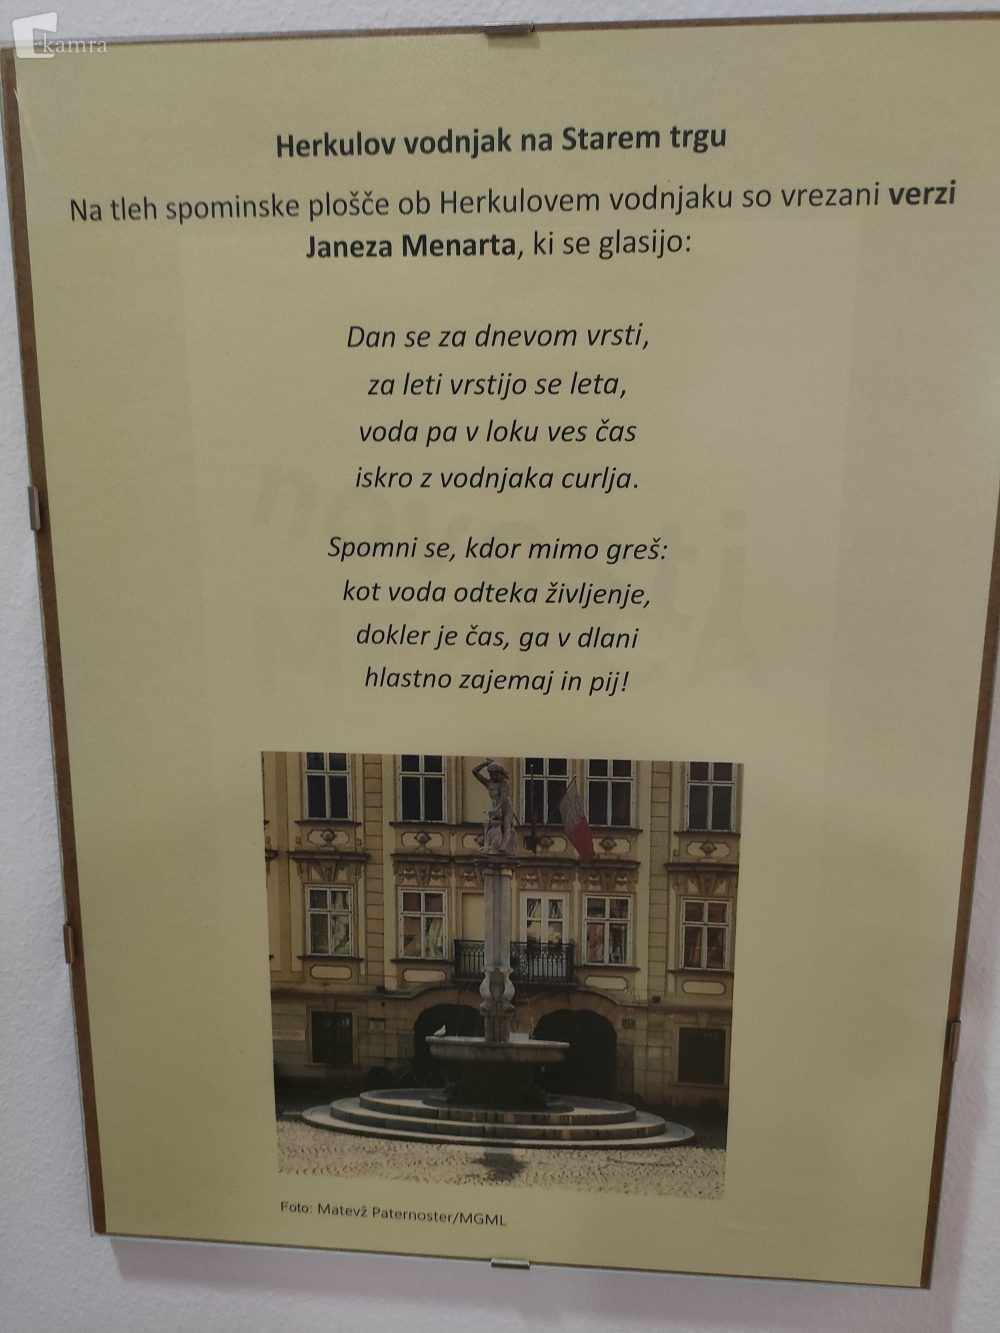 kamra
Herkulov vodnjak na Starem trgu
Na tleh spominske plošče ob Herkulovem vodnjaku so vrezani verzi
Janeza Menarta, ki se glasijo:
Dan se za dnevom vrsti,
za leti vrstijo se leta,
voda pa v loku ves čas
iskro z vodnjaka curlja.
Spomni se, kdor mimo greš:
kot voda odteka življenje,
dokler je čas, ga v dlani
hlastno zajemaj in pij!
Foto: Matevž Paternoster/MGML